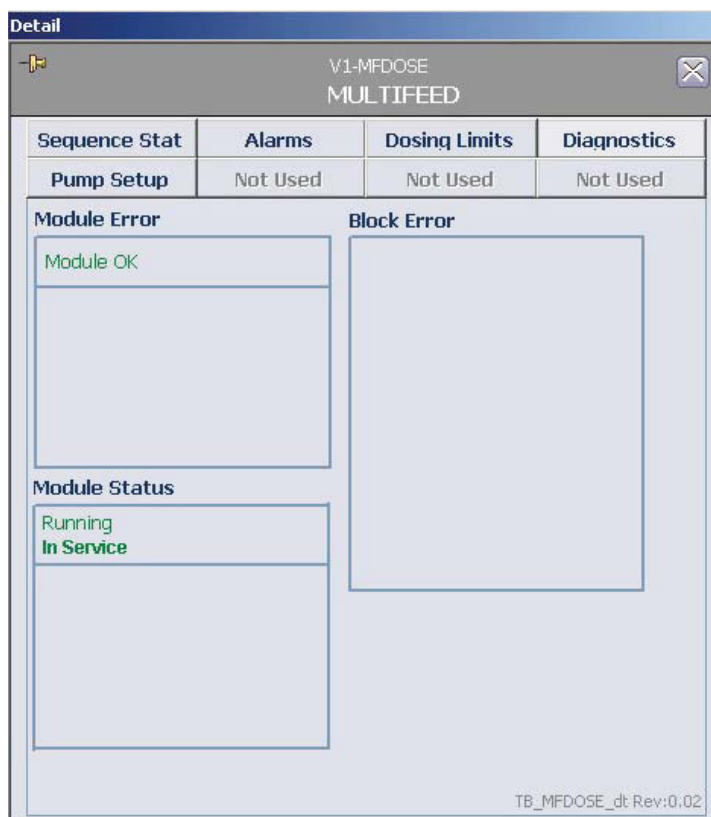 Detail
V1-MFDOSE
MULTIFEED
Sequence Stat Alarms Dosing Limits Diagnostics
Pump Setup Not Used Not Used Not Used
Module Error Block Error
Module OK
Module Status
Running
In Service
TB_MFDOSE_dt Rev:0.02